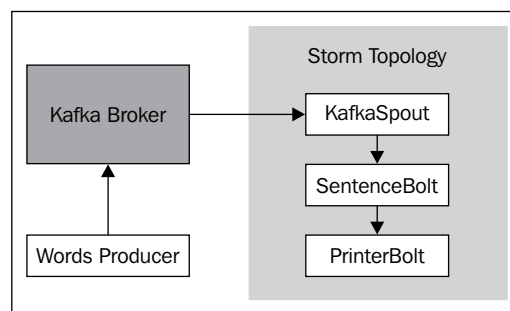 Storm Topology
Kafka Broker
KafkaSpout
SentenceBolt
Words Producer
PrinterBolt